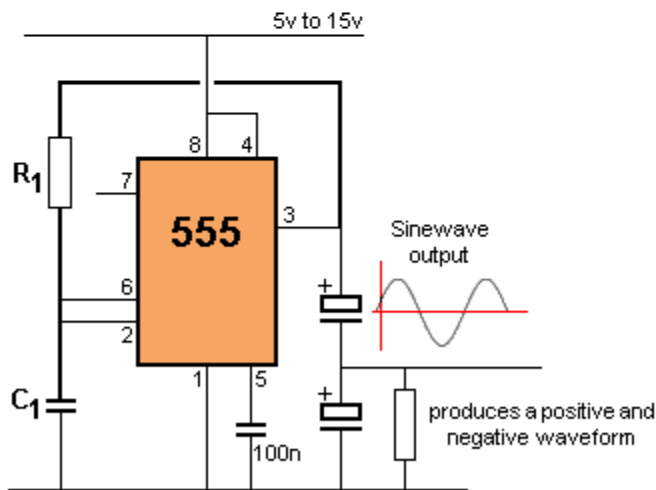 5v to 15v
8
4
R1
7
3
555
Sinewave
output
+
6
2
1
5
+
C1
100n
produces a positive and
negative waveform